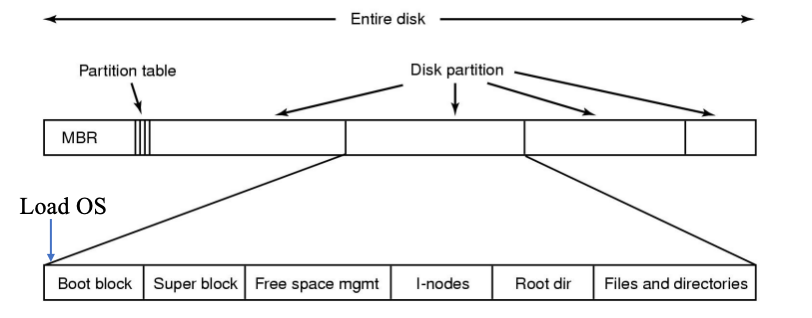 Entire disk
Partition table
Disk partition
MBR
Load OS
Boot block
Super block
Free space mgmt
I-nodes
Root dir
Files and directories